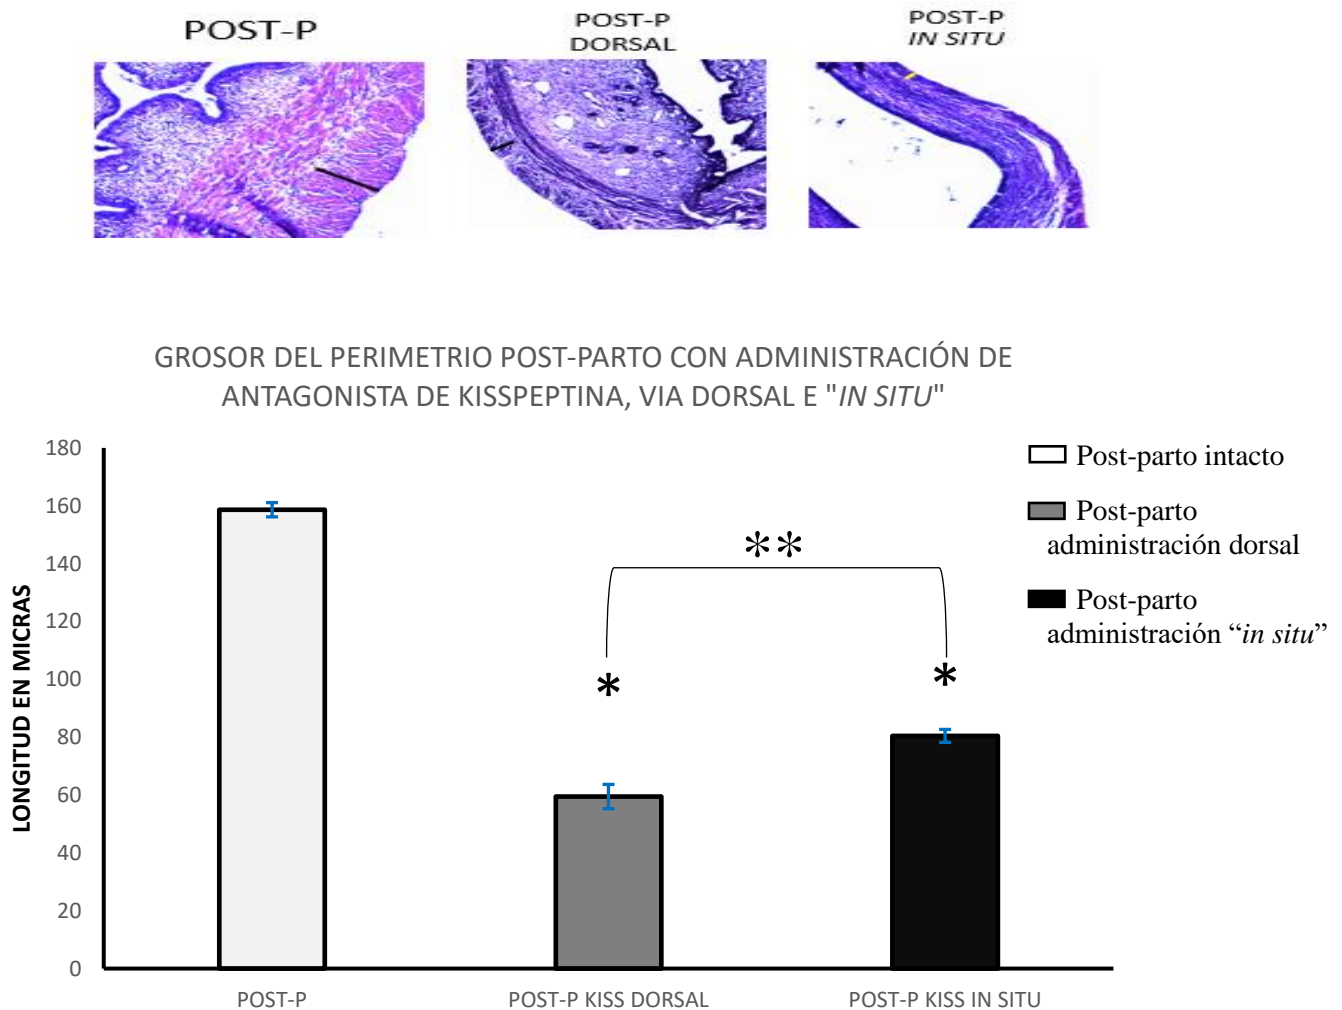 POST-P
POST-P
DORSAL
POST-P
IN SITU
GROSOR DEL PERIMETRIO POST-PARTO CON ADMINISTRACIÓN DE
ANTAGONISTA DE KISSPEPTINA, VIA DORSAL E "IN SITU"
LONGITUD EN MICRAS
180
160
140
120
100
80
60
40
20
0
**
*
*
POST-P
POST-P KISS DORSAL
POST-P KISS IN SITU
Post-parto intacto
Post-parto
administración dorsal
Post-parto
administración “in situ”